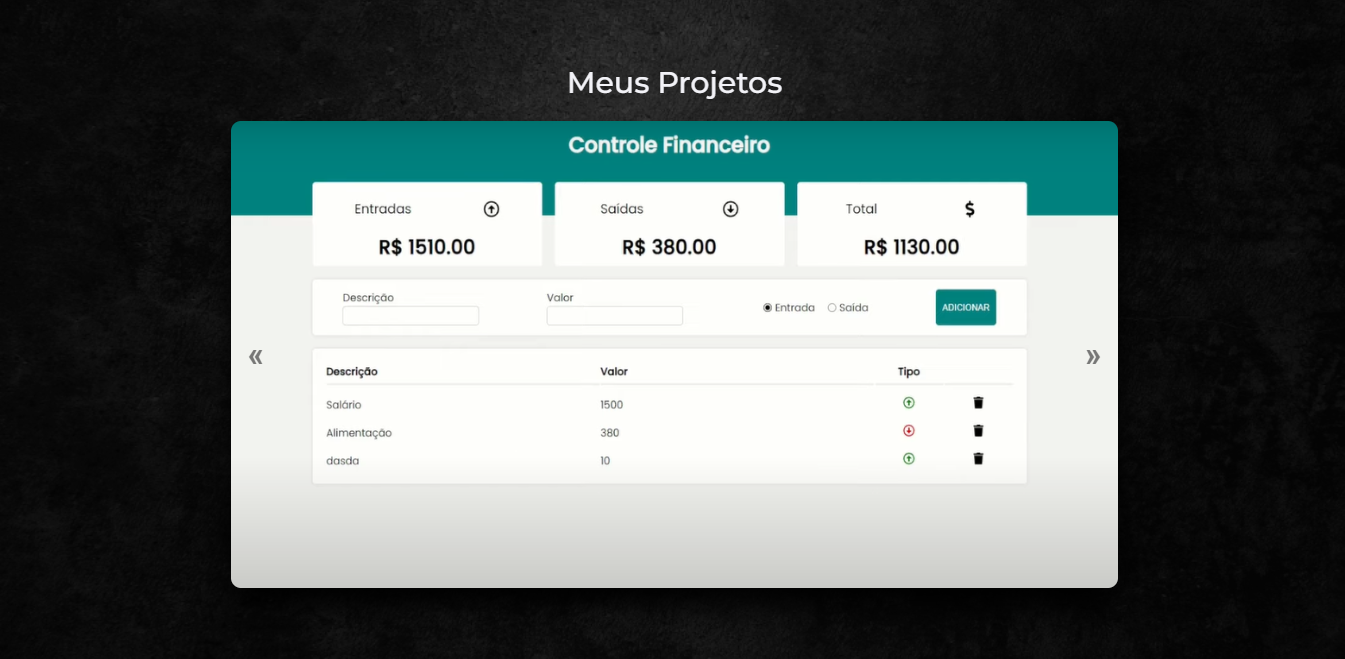 Meus Projetos
Controle Financeiro
Entradas Saídas Total $
R$ 1510.00 R$ 380.00 R$ 1130.00
Descrição Valor
Entrada Saída ADICIONAR
« »
Descrição Valor Tipo
Salário 1500
Alimentação 380
dasda 10